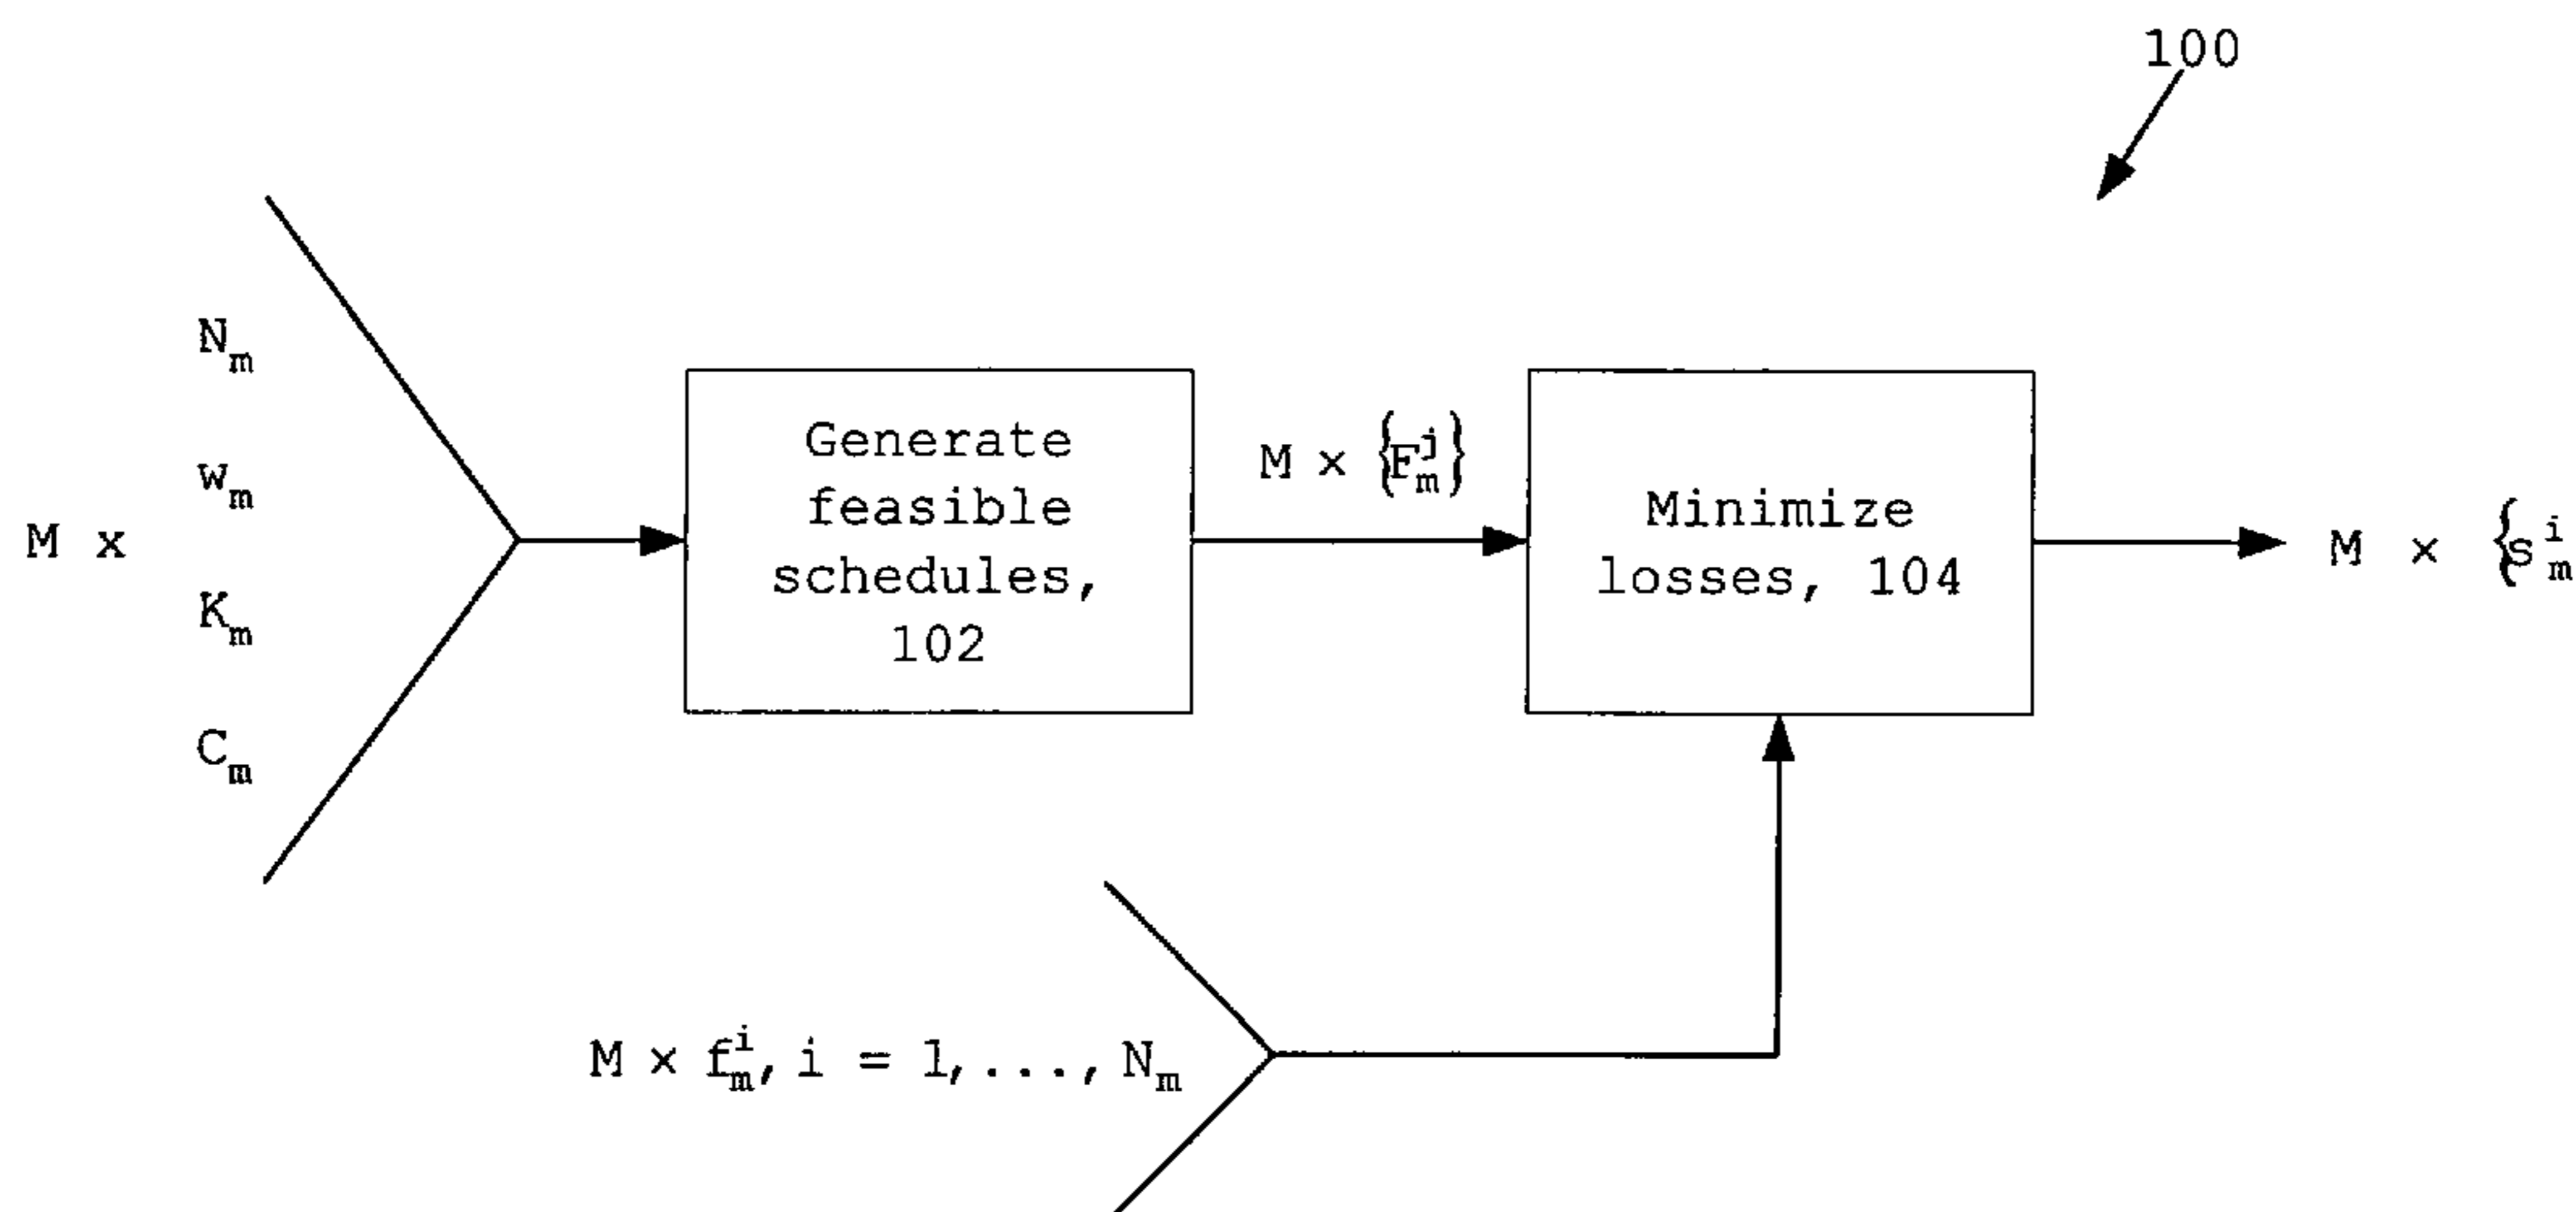 100
N_m
w_m
M x
K_m
C_m
Generate
feasible
schedules,
102
M × {F_m^j}
Minimize
losses, 104
M × {s_m^i
M × f_m^i, i = 1,..., N_m